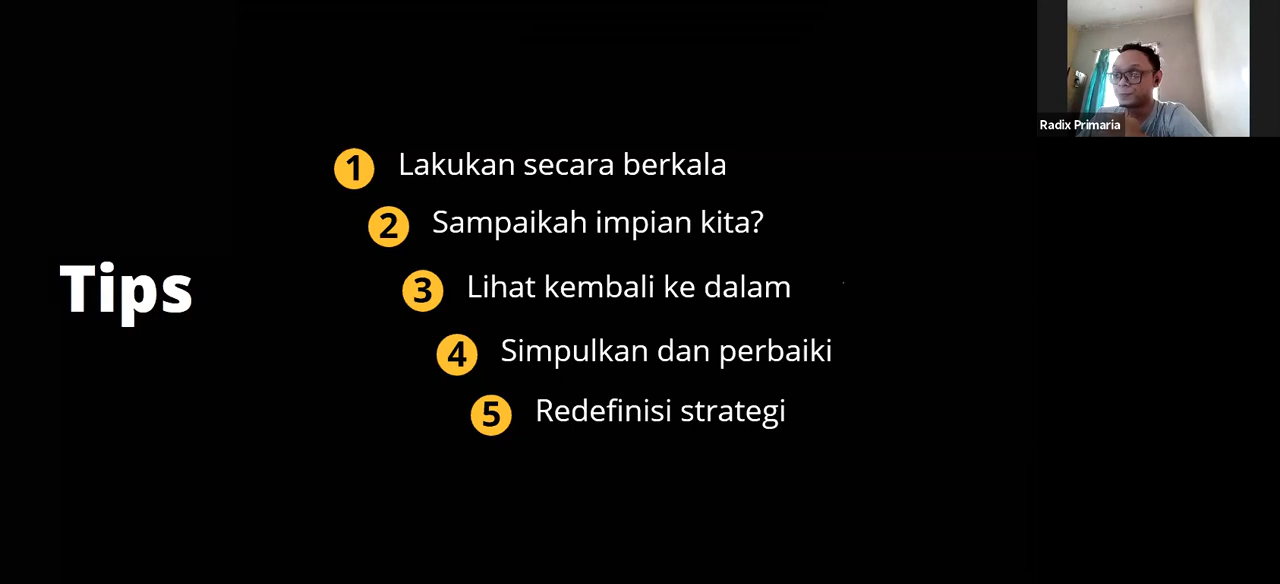 Tips
1 Lakukan secara berkala
2 Sampaikah impian kita?
3 Lihat kembali ke dalam
4 Simpulkan dan perbaiki
5 Redefinisi strategi
Radix Primaria